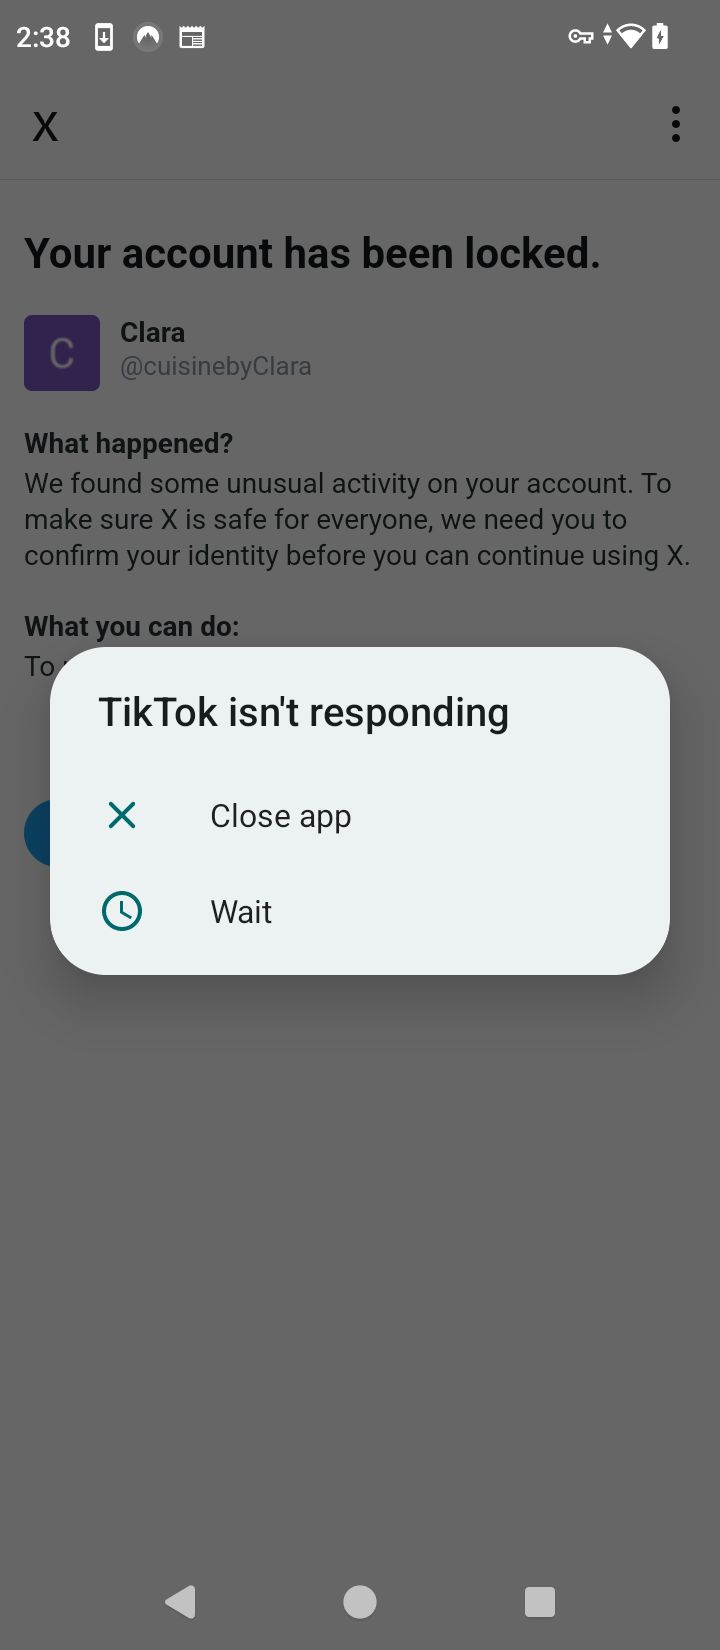 2:38
X
Your account has been locked.
C
Clara
@cuisinebyClara
What happened?
We found some unusual activity on your account. To
make sure X is safe for everyone, we need you to
confirm your identity before you can continue using X.
What you can do:
To
TikTok isn't responding
Close app
Wait